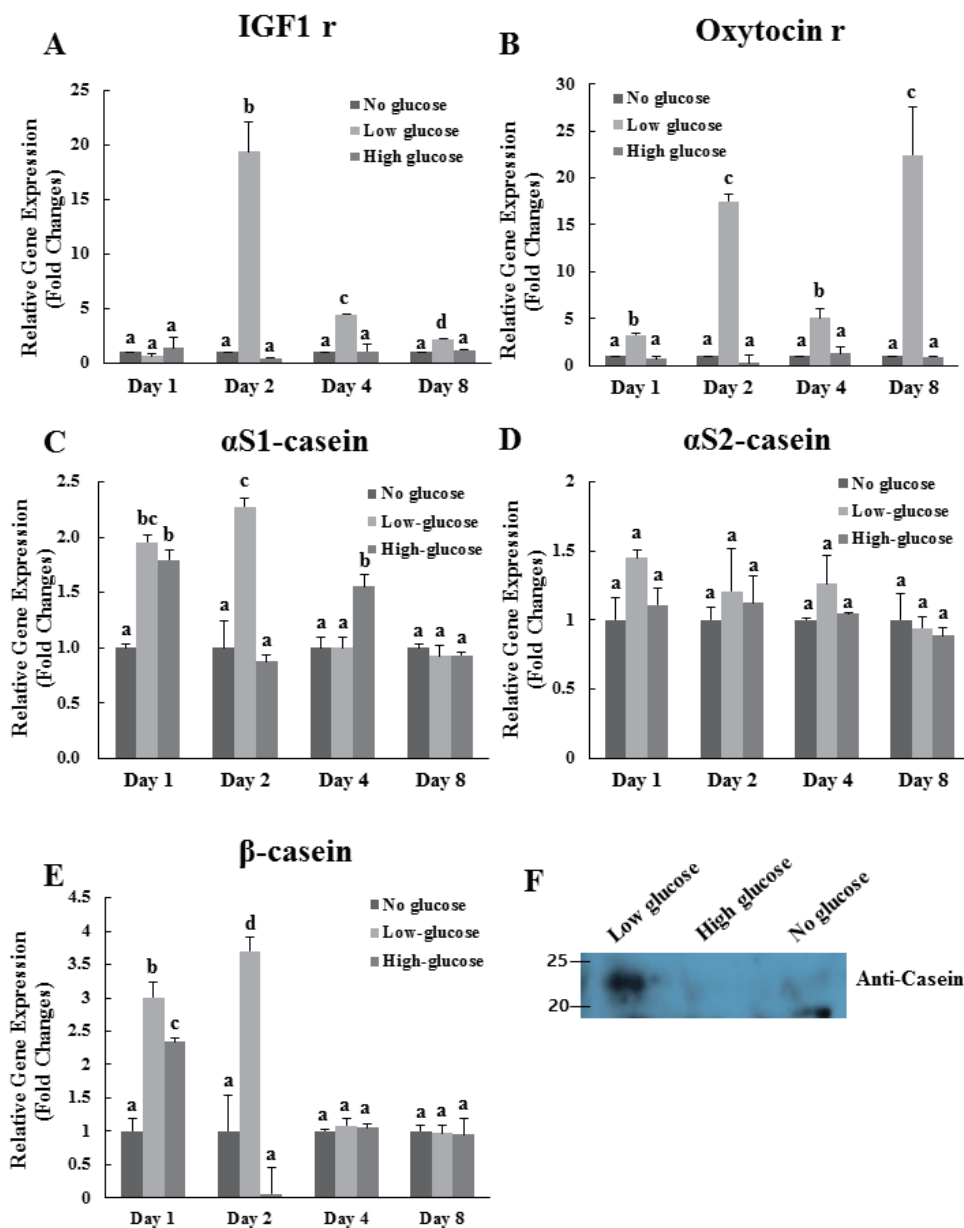 A
IGF1 r
Relative Gene Expression
(Fold Changes)
25
20
15
10
5
0
No glucose
Low glucose
High glucose
a a a
a b a
a c a
a d a
Day 1 Day 2 Day 4 Day 8
B
Oxytocin r
Relative Gene Expression
(Fold Changes)
30
25
20
15
10
5
0
No glucose
Low glucose
High glucose
a b a
a c a
a b a
a c a
Day 1 Day 2 Day 4 Day 8
C
αS1-casein
Relative Gene Expression
(Fold Changes)
2.5
2.0
1.5
1.0
0.5
0.0
No glucose
Low-glucose
High-glucose
a bc b
a c a
a a b
a a a
Day 1 Day 2 Day 4 Day 8
D
αS2-casein
Relative Gene Expression
(Fold Changes)
2
1.5
1
0.5
0
No glucose
Low-glucose
High-glucose
a a a
a a a
a a a
a a a
Day 1 Day 2 Day 4 Day 8
E
β-casein
Relative Gene Expression
(Fold Changes)
4.5
4
3.5
3
2.5
2
1.5
1
0.5
0
No glucose
Low-glucose
High-glucose
a b c
a d a
a a a
a a a
Day 1 Day 2 Day 4 Day 8
F
Low glucose
High glucose
No glucose
25
20
Anti-Casein